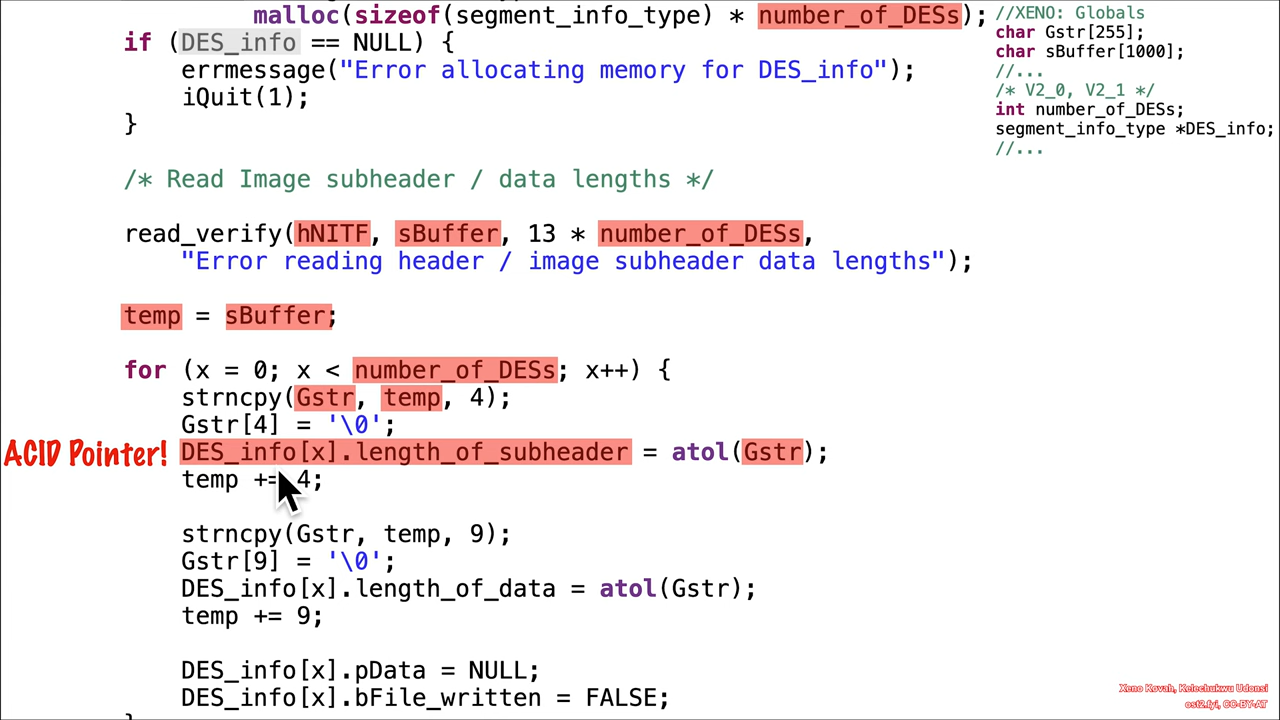 malloc(sizeof(segment_info_type) * number_of_DESs);
if (DES_info == NULL) {
errmessage("Error allocating memory for DES_info");
iQuit(1);
}
/* Read Image subheader / data lengths */
read_verify(hNITF, sBuffer, 13 * number_of_DESs,
"Error reading header / image subheader data lengths");
temp = sBuffer;
for (x = 0; x < number_of_DESs; x++) {
strncpy(Gstr, temp, 4);
Gstr[4] = '\0';
ACID Pointer! DES_info[x].length_of_subheader = atol(Gstr);
temp += 4;
strncpy(Gstr, temp, 9);
Gstr[9] = '\0';
DES_info[x].length_of_data = atol(Gstr);
temp += 9;
DES_info[x].pData = NULL;
DES_info[x].bFile_written = FALSE;
//XENO: Globals
char Gstr[255];
char sBuffer[1000];
//...
/* V2_0, V2_1 */
int number_of_DESs;
segment_info_type *DES_info;
//...
Xeno Kovah, Kelechukwu Udonsi
ost2.fyi, CC-BY-AT